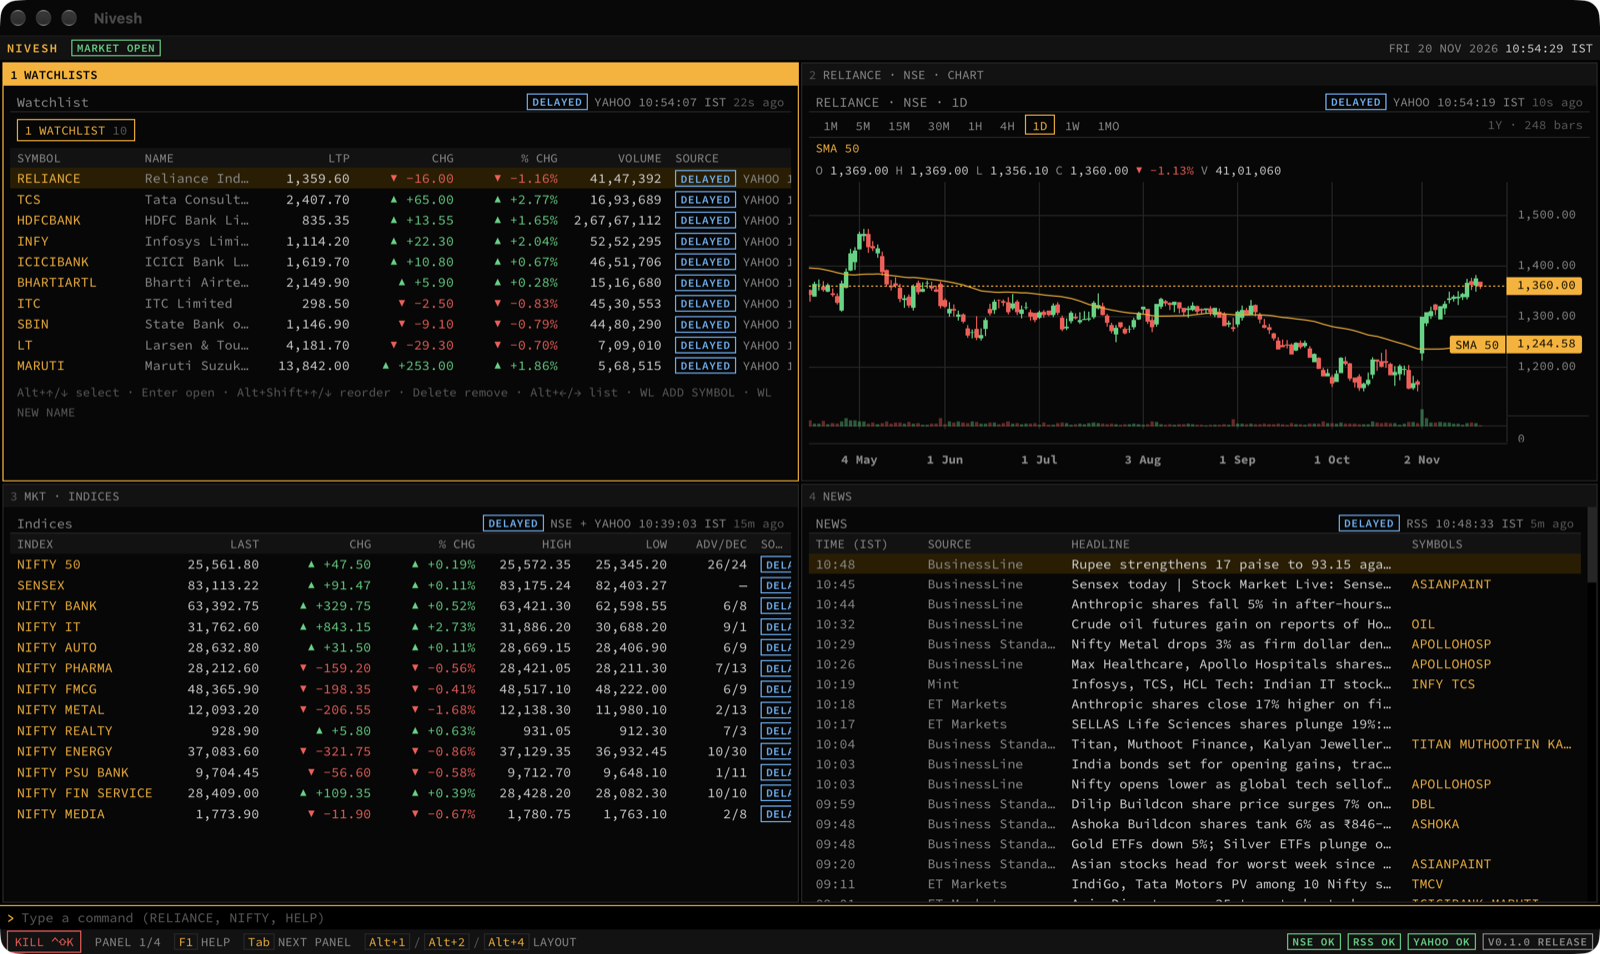 Nivesh
NIVESH MARKET OPEN FRI 20 NOV 2026 10:54:29 IST
1 WATCHLISTS
Watchlist DELAYED YAHOO 10:54:07 IST 22s ago
1 WATCHLIST 10
SYMBOL NAME LTP CHG % CHG VOLUME SOURCE
RELIANCE Reliance Ind… 1,359.60 ▼ -16.00 ▼ -1.16% 41,47,392 DELAYED YAHOO 1
TCS Tata Consult… 2,407.70 ▲ +65.00 ▲ +2.77% 16,93,689 DELAYED YAHOO 1
HDFCBANK HDFC Bank Li… 835.35 ▲ +13.55 ▲ +1.65% 2,67,67,112 DELAYED YAHOO 1
INFY Infosys Limi… 1,114.20 ▲ +22.30 ▲ +2.04% 52,52,295 DELAYED YAHOO 1
ICICIBANK ICICI Bank L… 1,619.70 ▲ +10.80 ▲ +0.67% 46,51,706 DELAYED YAHOO 1
BHARTIARTL Bharti Airte… 2,149.90 ▲ +5.90 ▲ +0.28% 15,16,680 DELAYED YAHOO 1
ITC ITC Limited 298.50 ▼ -2.50 ▼ -0.83% 45,30,553 DELAYED YAHOO 1
SBIN State Bank o… 1,146.90 ▼ -9.10 ▼ -0.79% 44,80,290 DELAYED YAHOO 1
LT Larsen & Tou… 4,181.70 ▼ -29.30 ▼ -0.70% 7,09,010 DELAYED YAHOO 1
MARUTI Maruti Suzuk… 13,842.00 ▲ +253.00 ▲ +1.86% 5,68,515 DELAYED YAHOO 1
Alt+↑/↓ select · Enter open · Alt+Shift+↑/↓ reorder · Delete remove · Alt+←/→ list · WL ADD SYMBOL · WL
NEW NAME
2 RELIANCE · NSE · CHART
RELIANCE · NSE · 1D DELAYED YAHOO 10:54:19 IST 10s ago
1M 5M 15M 30M 1H 4H 1D 1W 1MO 1Y · 248 bars
SMA 50
O 1,369.00 H 1,369.00 L 1,356.10 C 1,360.00 ▼ -1.13% V 41,01,060
1,500.00
1,400.00
1,360.00
1,300.00
SMA 50 1,244.58
1,200.00
0
4 May 1 Jun 1 Jul 3 Aug 1 Sep 1 Oct 2 Nov
3 MKT · INDICES
Indices DELAYED NSE + YAHOO 10:39:03 IST 15m ago
INDEX LAST CHG % CHG HIGH LOW ADV/DEC SO…
NIFTY 50 25,561.80 ▲ +47.50 ▲ +0.19% 25,572.35 25,345.20 26/24 DELA
SENSEX 83,113.22 ▲ +91.47 ▲ +0.11% 83,175.24 82,403.27 — DELA
NIFTY BANK 63,392.75 ▲ +329.75 ▲ +0.52% 63,421.30 62,598.55 6/8 DELA
NIFTY IT 31,762.60 ▲ +843.15 ▲ +2.73% 31,886.20 30,688.20 9/1 DELA
NIFTY AUTO 28,632.80 ▲ +31.50 ▲ +0.11% 28,669.15 28,406.90 6/9 DELA
NIFTY PHARMA 28,212.60 ▼ -159.20 ▼ -0.56% 28,421.05 28,211.30 7/13 DELA
NIFTY FMCG 48,365.90 ▼ -198.35 ▼ -0.41% 48,517.10 48,222.00 6/9 DELA
NIFTY METAL 12,093.20 ▼ -206.55 ▼ -1.68% 12,138.30 11,980.10 2/13 DELA
NIFTY REALTY 928.90 ▲ +5.80 ▲ +0.63% 931.05 912.30 7/3 DELA
NIFTY ENERGY 37,083.60 ▼ -321.75 ▼ -0.86% 37,129.35 36,932.45 10/30 DELA
NIFTY PSU BANK 9,704.45 ▼ -56.60 ▼ -0.58% 9,712.70 9,648.10 1/11 DELA
NIFTY FIN SERVICE 28,409.00 ▲ +109.35 ▲ +0.39% 28,428.20 28,082.30 10/10 DELA
NIFTY MEDIA 1,773.90 ▼ -11.90 ▼ -0.67% 1,780.75 1,763.10 2/8 DELA
4 NEWS
NEWS DELAYED RSS 10:48:33 IST 5m ago
TIME (IST) SOURCE HEADLINE SYMBOLS
10:48 BusinessLine Rupee strengthens 17 paise to 93.15 aga…
10:45 BusinessLine Sensex today | Stock Market Live: Sense… ASIANPAINT
10:44 BusinessLine Anthropic shares fall 5% in after-hours…
10:32 BusinessLine Crude oil futures gain on reports of Ho… OIL
10:29 Business Standa… Nifty Metal drops 3% as firm dollar den… APOLLOHOSP
10:26 BusinessLine Max Healthcare, Apollo Hospitals shares… APOLLOHOSP
10:19 Mint Infosys, TCS, HCL Tech: Indian IT stock… INFY TCS
10:18 ET Markets Anthropic shares close 17% higher on fi…
10:17 ET Markets SELLAS Life Sciences shares plunge 19%:…
10:04 Business Standa… Titan, Muthoot Finance, Kalyan Jeweller… TITAN MUTHOOTFIN KA…
10:03 BusinessLine India bonds set for opening gains, trac…
10:03 BusinessLine Nifty opens lower as global tech sellof… APOLLOHOSP
09:59 Business Standa… Dilip Buildcon share price surges 7% on… DBL
09:48 Business Standa… Ashoka Buildcon shares tank 6% as ₹846-… ASHOKA
09:48 Business Standa… Gold ETFs down 5%; Silver ETFs plunge o…
09:20 Business Standa… Asian stocks head for worst week since … ASIANPAINT
09:11 ET Markets IndiGo, Tata Motors PV among 10 Nifty s… TMCV
> Type a command (RELIANCE, NIFTY, HELP)
KILL ^⌥K PANEL 1/4 F1 HELP Tab NEXT PANEL Alt+1 / Alt+2 / Alt+4 LAYOUT NSE OK RSS OK YAHOO OK V0.1.0 RELEASE